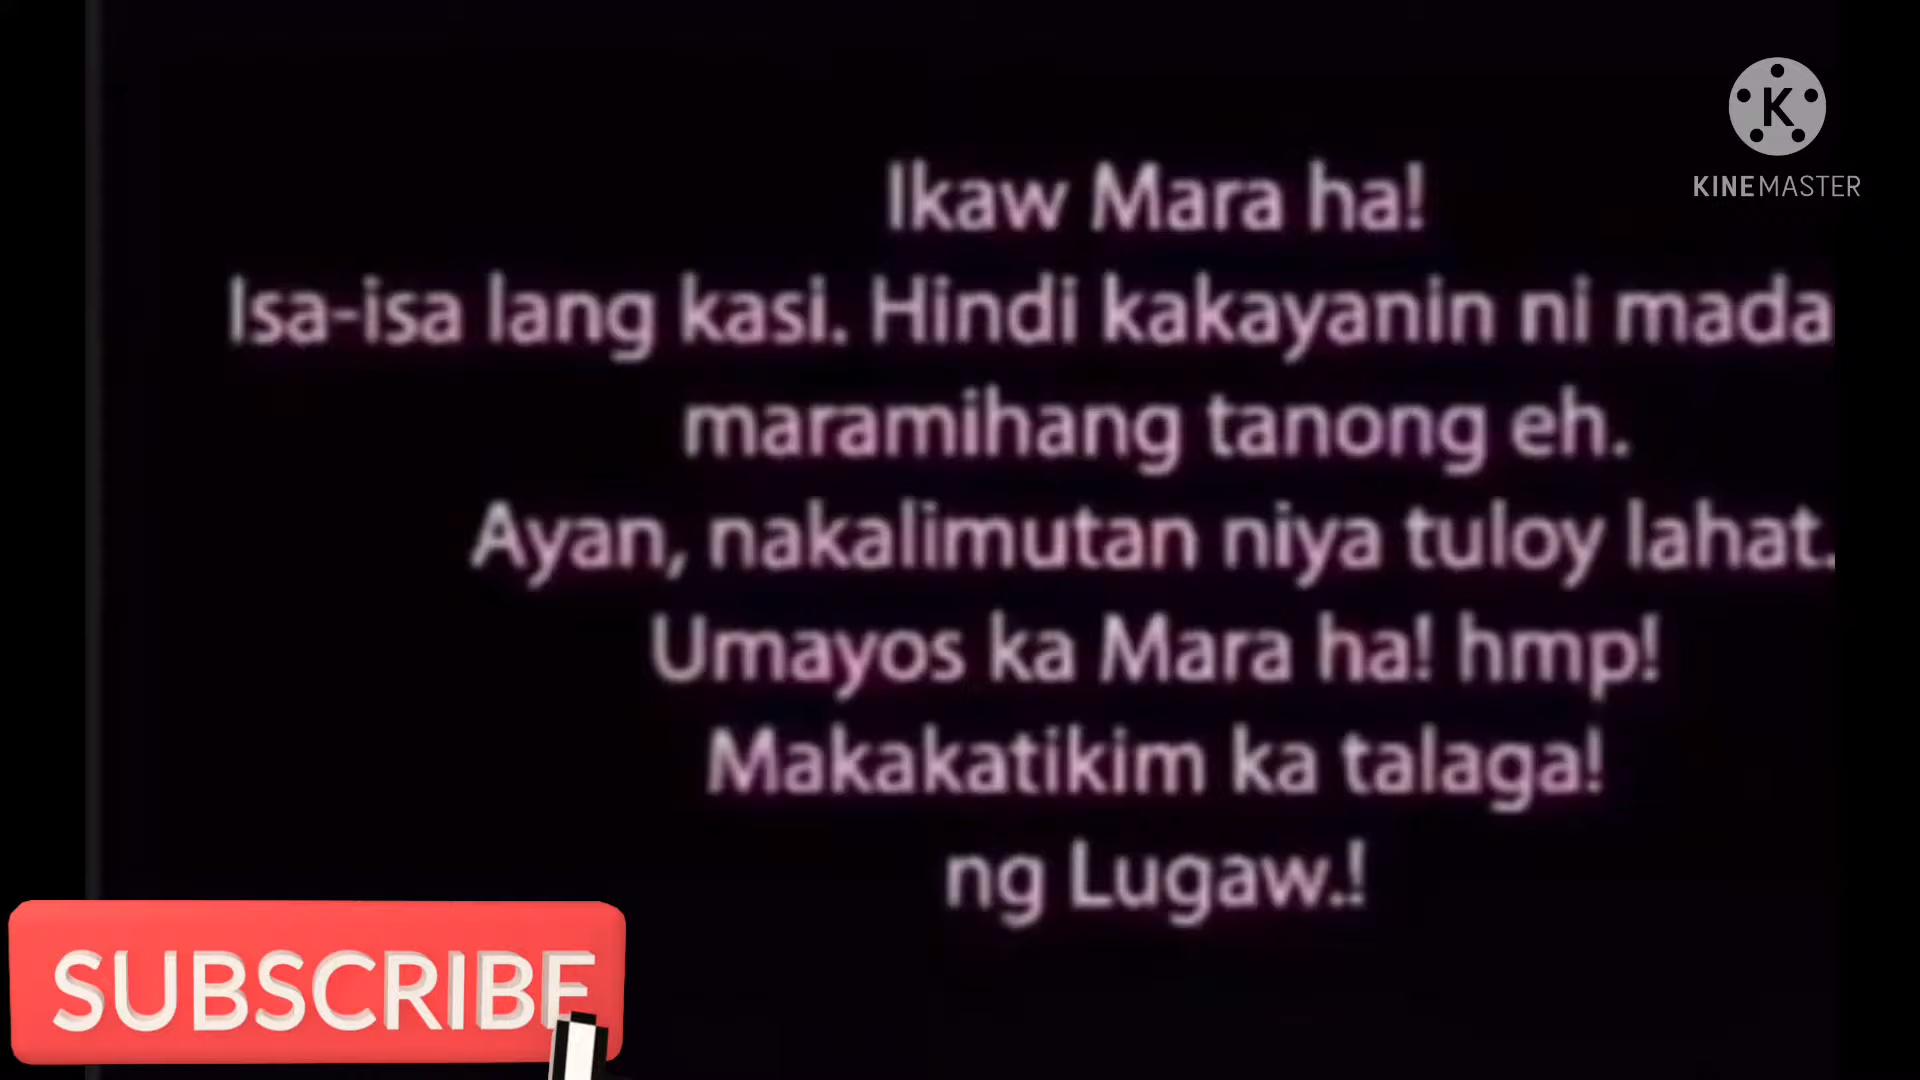 Ikaw Mara ha!
Isa-isa lang kasi. Hindi kakayanin ni mada
maramihang tanong eh.
Ayan, nakalimutan niya tuloy lahat.
Umayos ka Mara ha! hmp!
Makakatikim ka talaga!
ng Lugaw.!
K
KINEMASTER
SUBSCRIBE